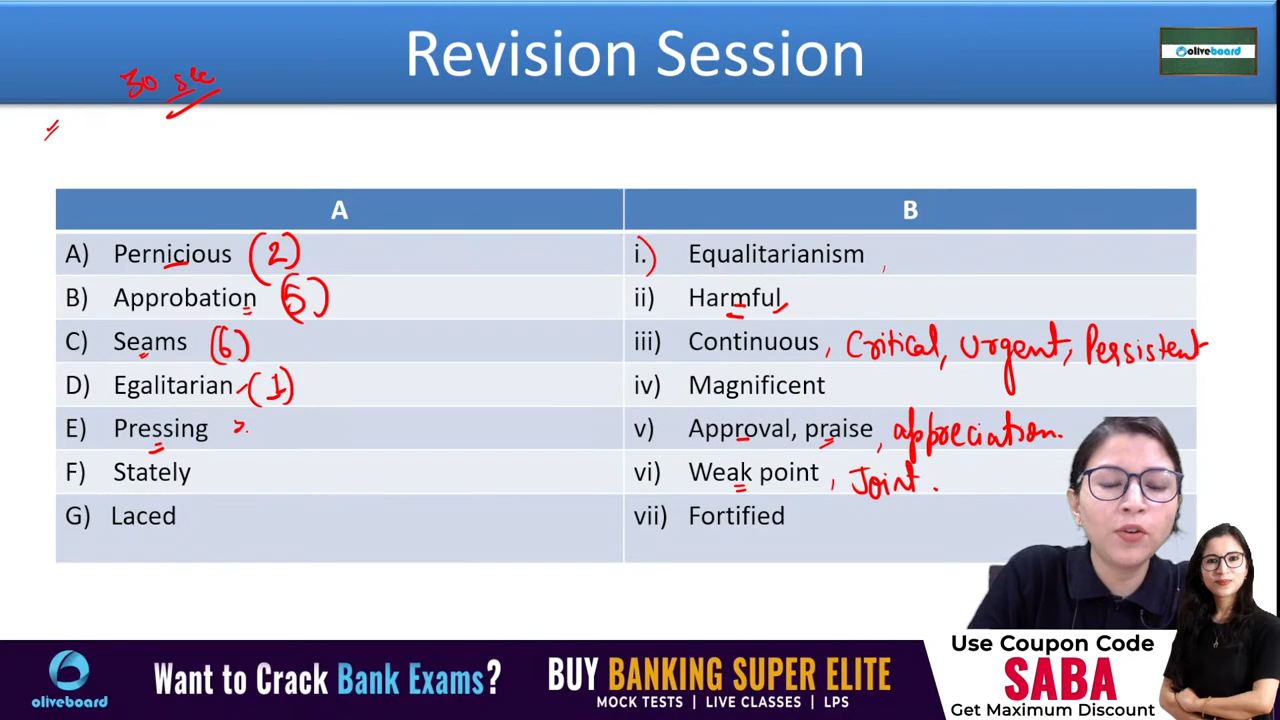 Revision Session
oliveboard
30 sec
A
B
A) Pernicious (2)
i.) Equalitarianism ,
B) Approbation (5)
ii) Harmful
C) Seams (6)
iii) Continuous , Critical, Urgent, Persistent
D) Egalitarian (1)
iv) Magnificent
E) Pressing
v) Approval, praise , appreciation.
F) Stately
vi) Weak point , Joint.
G) Laced
vii) Fortified
oliveboard
Want to Crack Bank Exams?
BUY BANKING SUPER ELITE
MOCK TESTS | LIVE CLASSES | LPS
Use Coupon Code
SABA
Get Maximum Discount